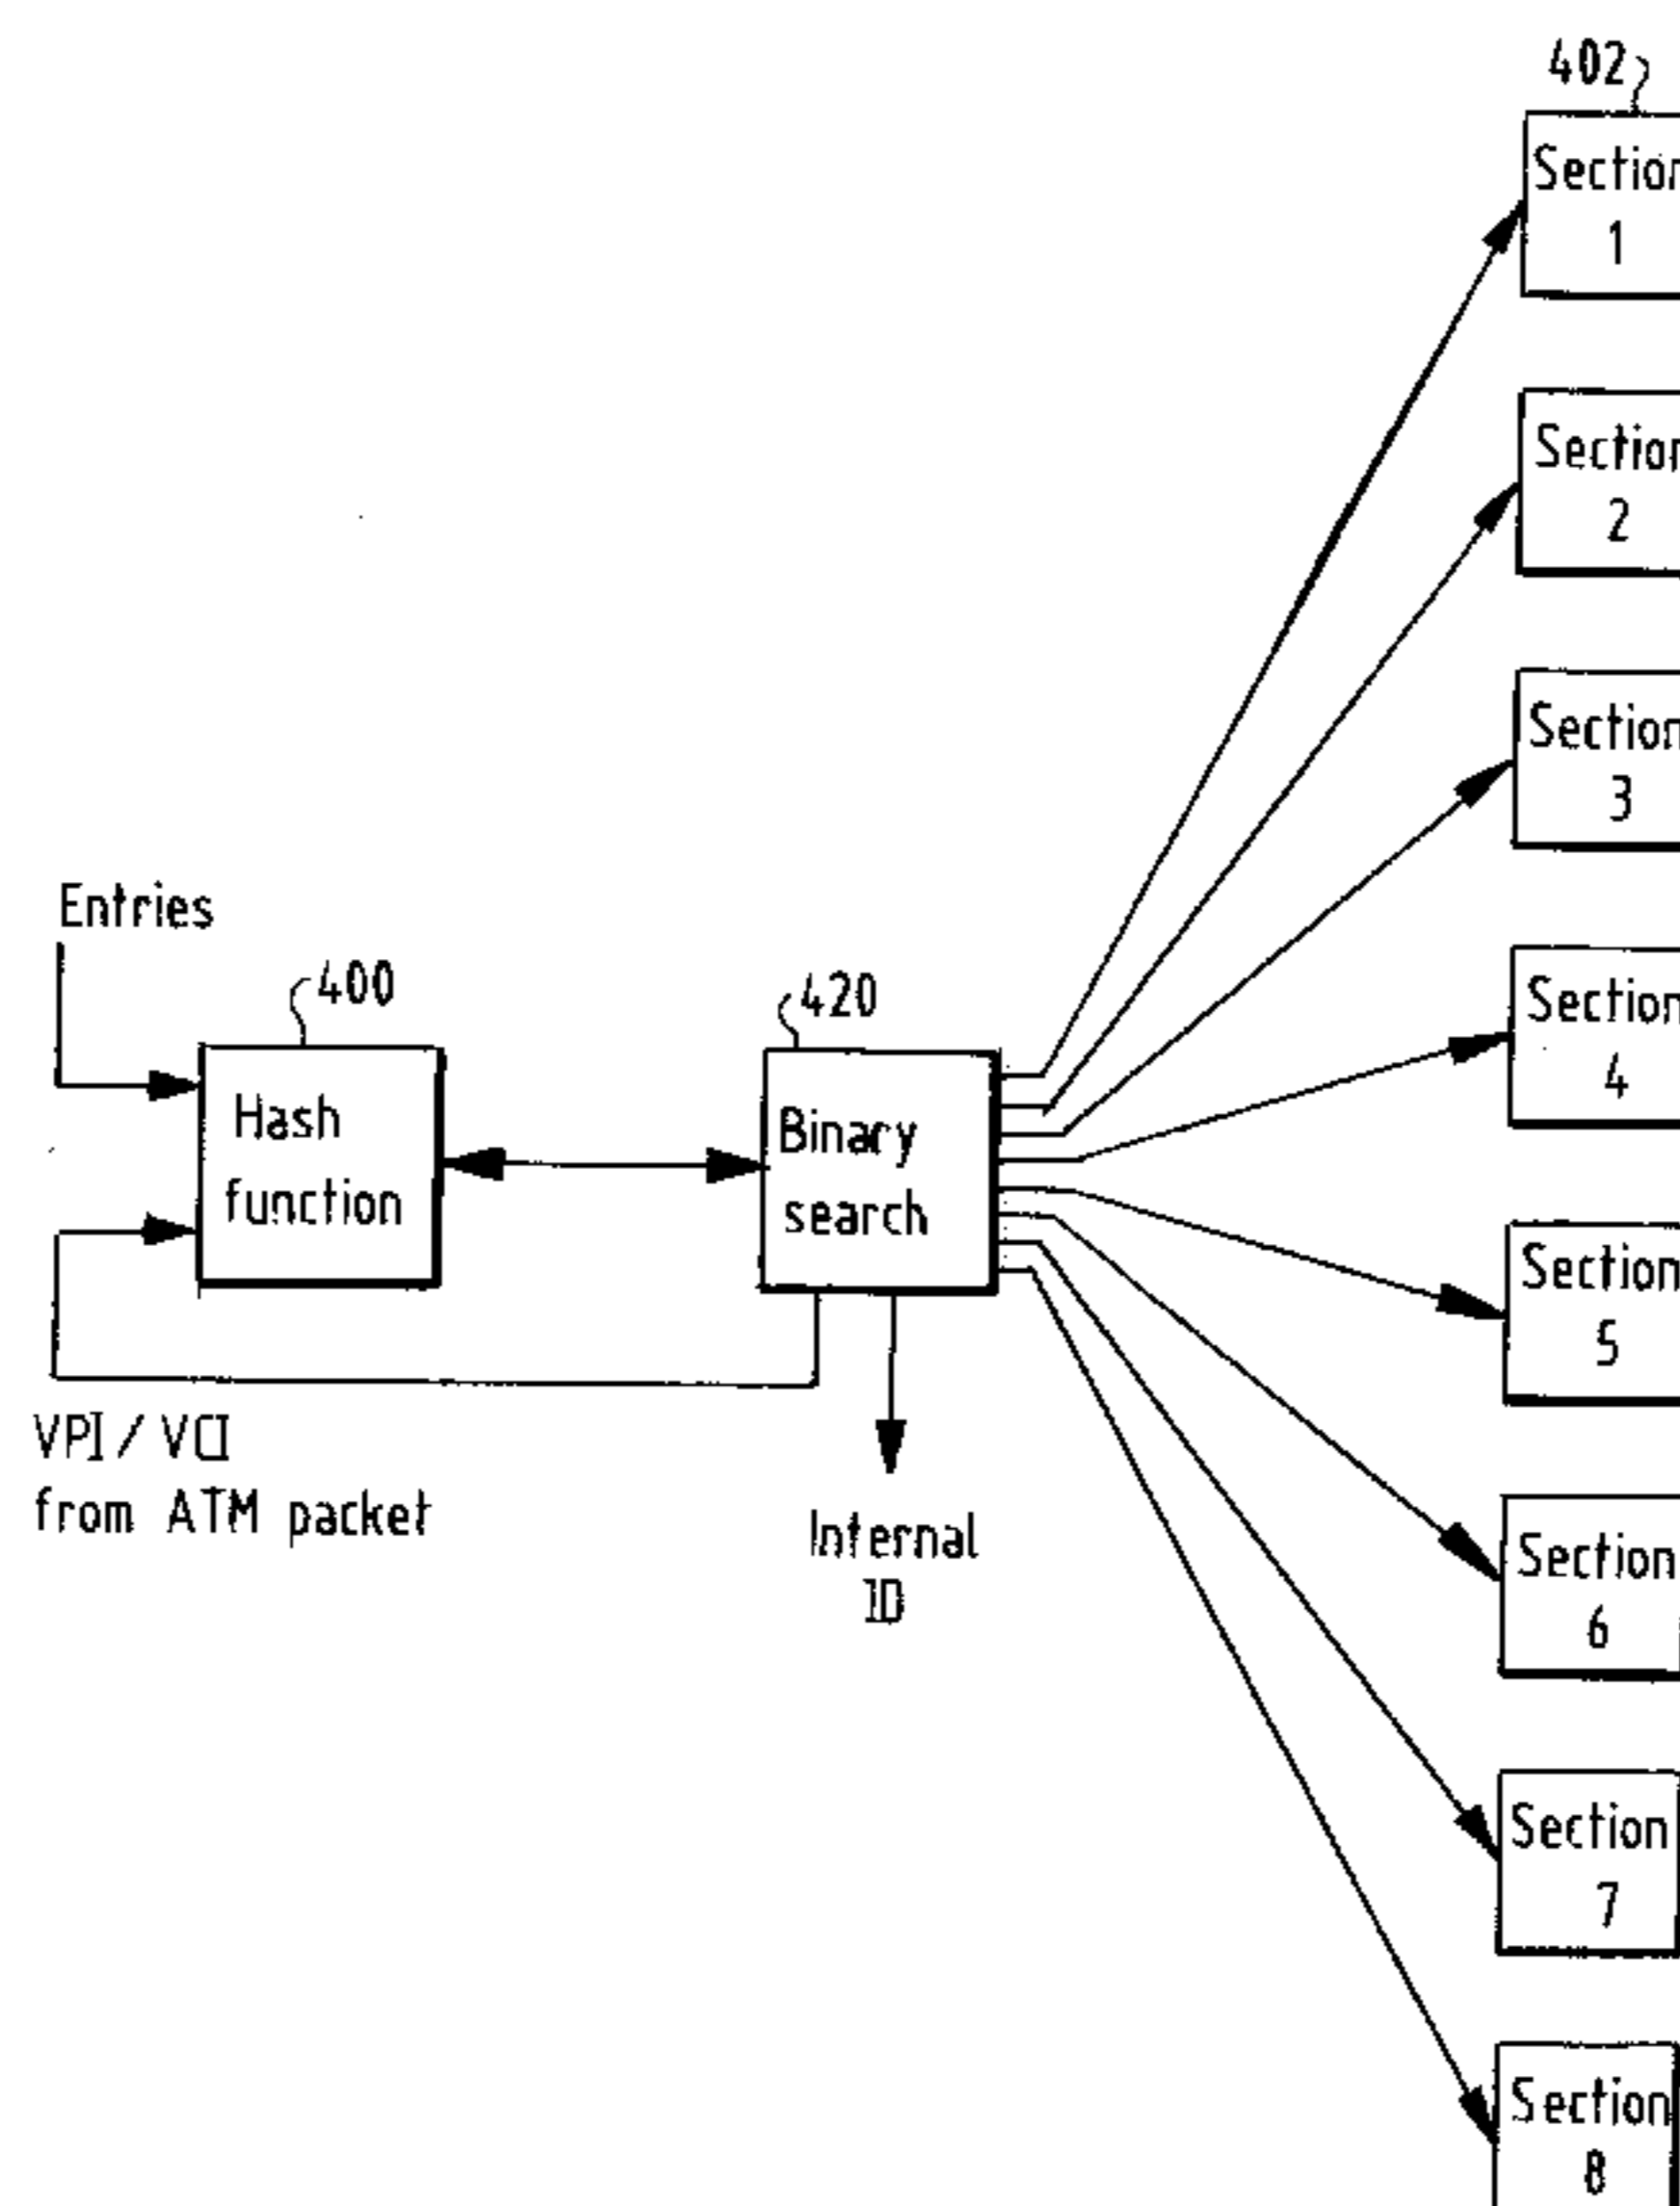 402
Section
1
Section
2
Section
3
Entries
400
420
Section
4
Hash
function
Binary
search
Section
5
VPI / VCI
from ATM packet
Internal
ID
Section
6
Section
7
Section
8